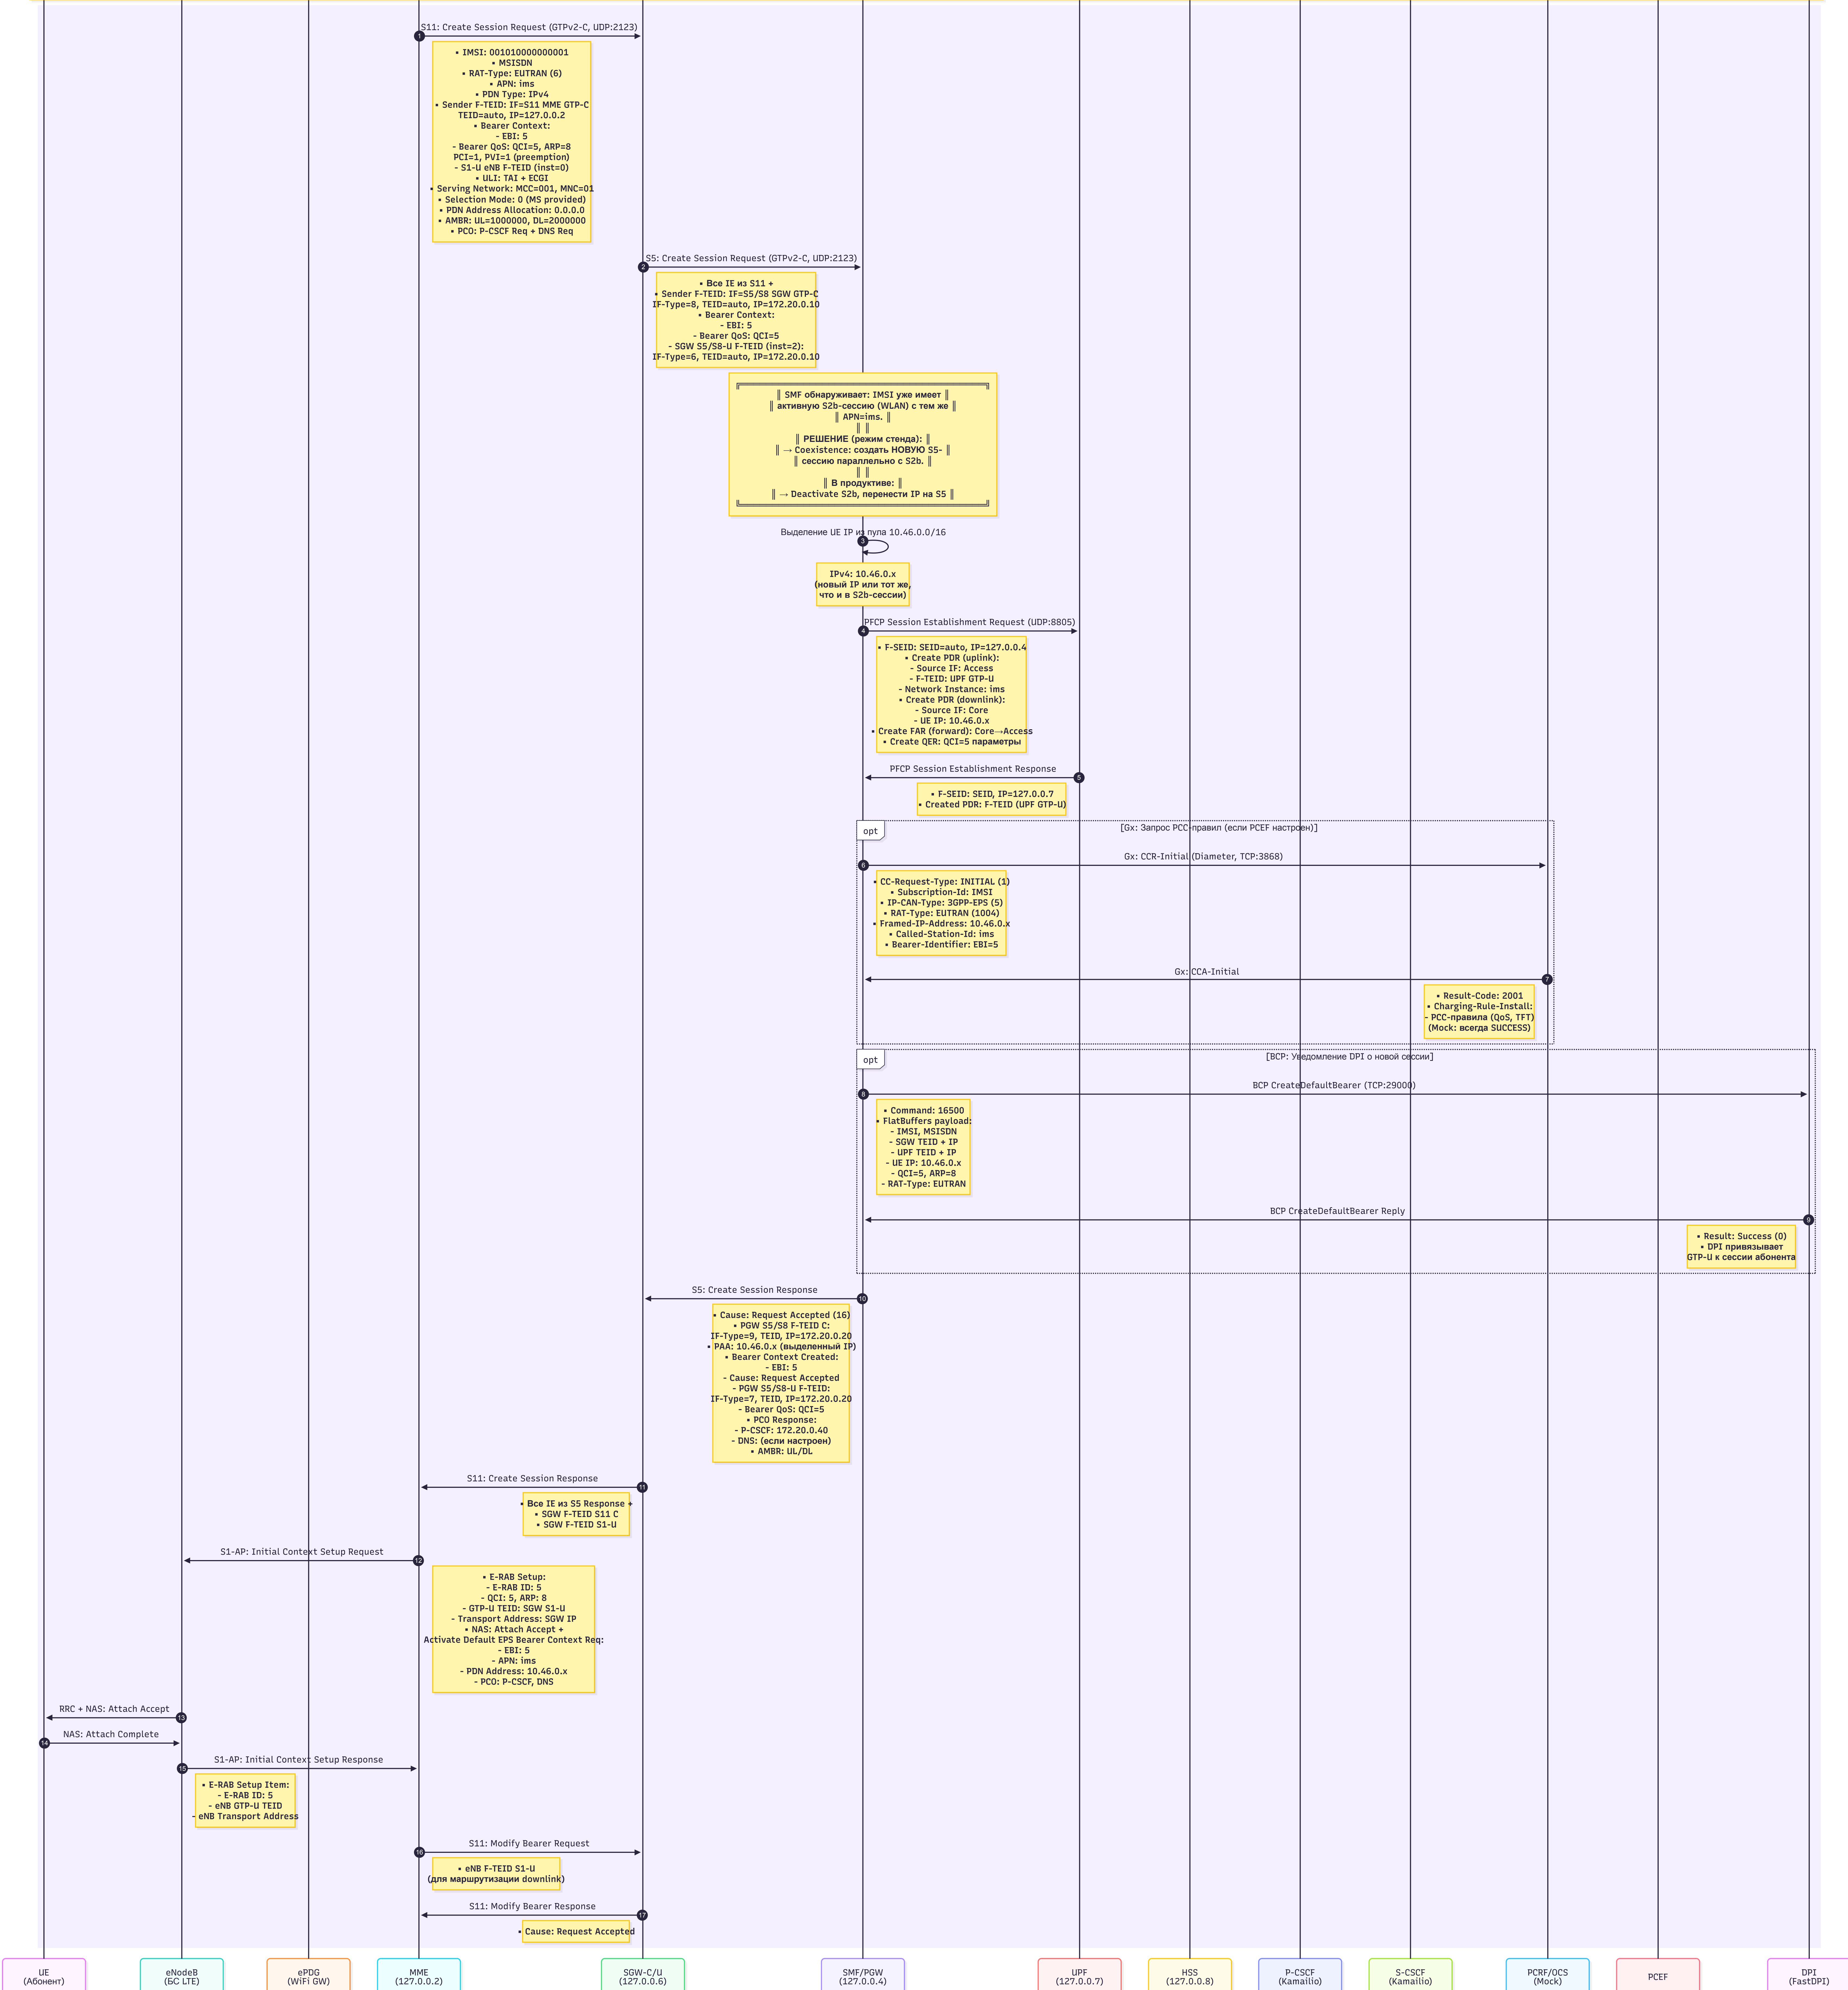 S11: Create Session Request (GTPv2-C, UDP:2123)
1
• IMSI: 001010000000001
• MSISDN
• RAT-Type: EUTRAN (6)
• APN: ims
• PDN Type: IPv4
• Sender F-TEID: IF=S11 MME GTP-C
TEID=auto, IP=127.0.0.2
• Bearer Context:
- EBI: 5
- Bearer QoS: QCI=5, ARP=8
PCI=1, PVI=1 (preemption)
- S1-U eNB F-TEID (inst=0)
• ULI: TAI + ECGI
• Serving Network: MCC=001, MNC=01
• Selection Mode: 0 (MS provided)
• PDN Address Allocation: 0.0.0.0
• AMBR: UL=1000000, DL=2000000
• PCO: P-CSCF Req + DNS Req
S5: Create Session Request (GTPv2-C, UDP:2123)
2
• Все IE из S11 +
• Sender F-TEID: IF=S5/S8 SGW GTP-C
IF-Type=8, TEID=auto, IP=172.20.0.10
• Bearer Context:
- EBI: 5
- Bearer QoS: QCI=5
- SGW S5/S8-U F-TEID (inst=2):
IF-Type=6, TEID=auto, IP=172.20.0.10
║ SMF обнаруживает: IMSI уже имеет ║
║ активную S2b-сессию (WLAN) с тем же ║
║ APN=ims. ║
║ ║
║ РЕШЕНИЕ (режим стенда): ║
║ → Coexistence: создать НОВУЮ S5- ║
║ сессию параллельно с S2b. ║
║ ║
║ В продуктиве: ║
║ → Deactivate S2b, перенести IP на S5 ║
Выделение UE IP из пула 10.46.0.0/16
3
IPv4: 10.46.0.x
(новый IP или тот же,
что и в S2b-сессии)
PFCP Session Establishment Request (UDP:8805)
4
• F-SEID: SEID=auto, IP=127.0.0.4
• Create PDR (uplink):
- Source IF: Access
- F-TEID: UPF GTP-U
- Network Instance: ims
• Create PDR (downlink):
- Source IF: Core
- UE IP: 10.46.0.x
• Create FAR (forward): Core→Access
• Create QER: QCI=5 параметры
PFCP Session Establishment Response
5
• F-SEID: SEID, IP=127.0.0.7
• Created PDR: F-TEID (UPF GTP-U)
opt
[Gx: Запрос PCC-правил (если PCEF настроен)]
Gx: CCR-Initial (Diameter, TCP:3868)
6
• CC-Request-Type: INITIAL (1)
• Subscription-Id: IMSI
• IP-CAN-Type: 3GPP-EPS (5)
• RAT-Type: EUTRAN (1004)
• Framed-IP-Address: 10.46.0.x
• Called-Station-Id: ims
• Bearer-Identifier: EBI=5
Gx: CCA-Initial
7
• Result-Code: 2001
• Charging-Rule-Install:
- PCC-правила (QoS, TFT)
(Mock: всегда SUCCESS)
opt
[BCP: Уведомление DPI о новой сессии]
BCP CreateDefaultBearer (TCP:29000)
8
• Command: 16500
• FlatBuffers payload:
- IMSI, MSISDN
- SGW TEID + IP
- UPF TEID + IP
- UE IP: 10.46.0.x
- QCI=5, ARP=8
- RAT-Type: EUTRAN
BCP CreateDefaultBearer Reply
9
• Result: Success (0)
• DPI привязывает
GTP-U к сессии абонента
S5: Create Session Response
10
• Cause: Request Accepted (16)
• PGW S5/S8 F-TEID C:
IF-Type=9, TEID, IP=172.20.0.20
• PAA: 10.46.0.x (выделенный IP)
• Bearer Context Created:
- EBI: 5
- Cause: Request Accepted
- PGW S5/S8-U F-TEID:
IF-Type=7, TEID, IP=172.20.0.20
- Bearer QoS: QCI=5
• PCO Response:
- P-CSCF: 172.20.0.40
- DNS: (если настроен)
• AMBR: UL/DL
S11: Create Session Response
11
• Все IE из S5 Response +
• SGW F-TEID S11 C
• SGW F-TEID S1-U
S1-AP: Initial Context Setup Request
12
• E-RAB Setup:
- E-RAB ID: 5
- QCI: 5, ARP: 8
- GTP-U TEID: SGW S1-U
- Transport Address: SGW IP
• NAS: Attach Accept +
Activate Default EPS Bearer Context Req:
- EBI: 5
- APN: ims
- PDN Address: 10.46.0.x
- PCO: P-CSCF, DNS
RRC + NAS: Attach Accept
13
NAS: Attach Complete
14
S1-AP: Initial Context Setup Response
15
• E-RAB Setup Item:
- E-RAB ID: 5
- eNB GTP-U TEID
- eNB Transport Address
S11: Modify Bearer Request
16
• eNB F-TEID S1-U
(для маршрутизации downlink)
S11: Modify Bearer Response
17
• Cause: Request Accepted
UE
(Абонент)
eNodeB
(БС LTE)
ePDG
(WiFi GW)
MME
(127.0.0.2)
SGW-C/U
(127.0.0.6)
SMF/PGW
(127.0.0.4)
UPF
(127.0.0.7)
HSS
(127.0.0.8)
P-CSCF
(Kamailio)
S-CSCF
(Kamailio)
PCRF/OCS
(Mock)
PCEF
DPI
(FastDPI)